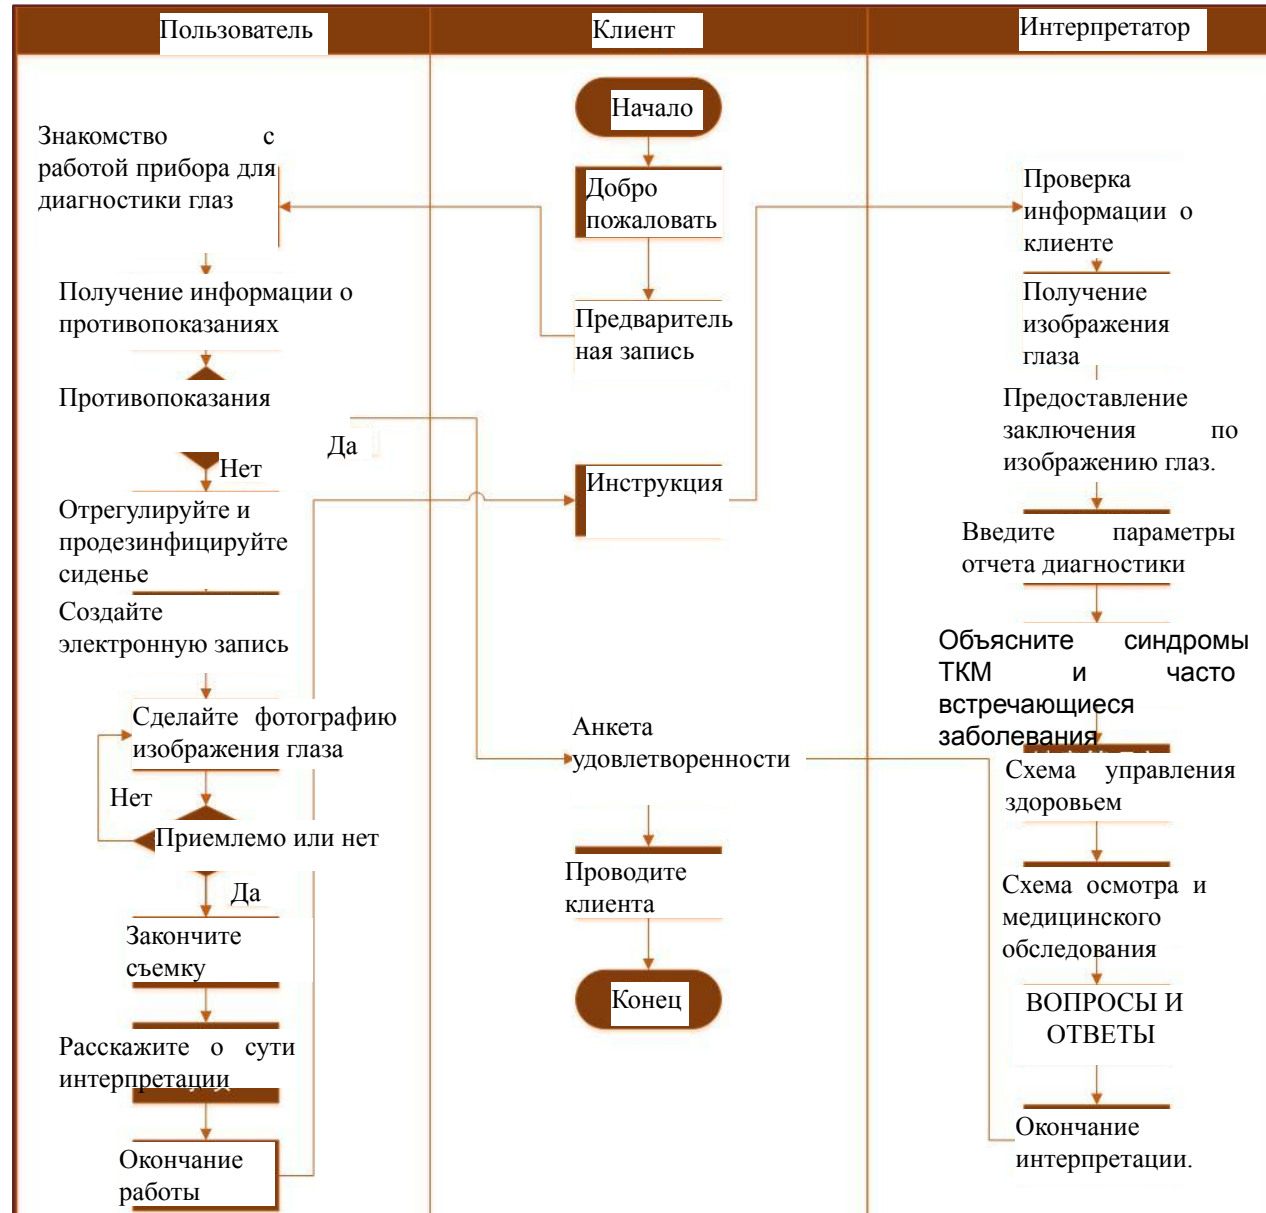 Пользователь
Клиент
Интерпретатор
Знакомство с
работой прибора для
диагностики глаз
Получение информации о
противопоказаниях
Противопоказания
Да
Нет
Отрегулируйте и
продезинфицируйте
сиденье
Создайте
электронную запись
Сделайте фотографию
изображения глаза
Нет
Приемлемо или нет
Да
Закончите
съемку
Расскажите о сути
интерпретации
Окончание
работы
Начало
Добро
пожаловать
Предваритель
ная запись
Инструкция
Анкета
удовлетворенности
Проводите
клиента
Конец
Проверка
информации о
клиенте
Получение
изображения
глаза
Предоставление
заключения по
изображению глаз.
Введите параметры
отчета диагностики
Объясните синдромы
ТКМ и часто
встречающиеся
заболевания
Схема управления
здоровьем
Схема осмотра и
медицинского
обследования
ВОПРОСЫ И
ОТВЕТЫ
Окончание
интерпретации.